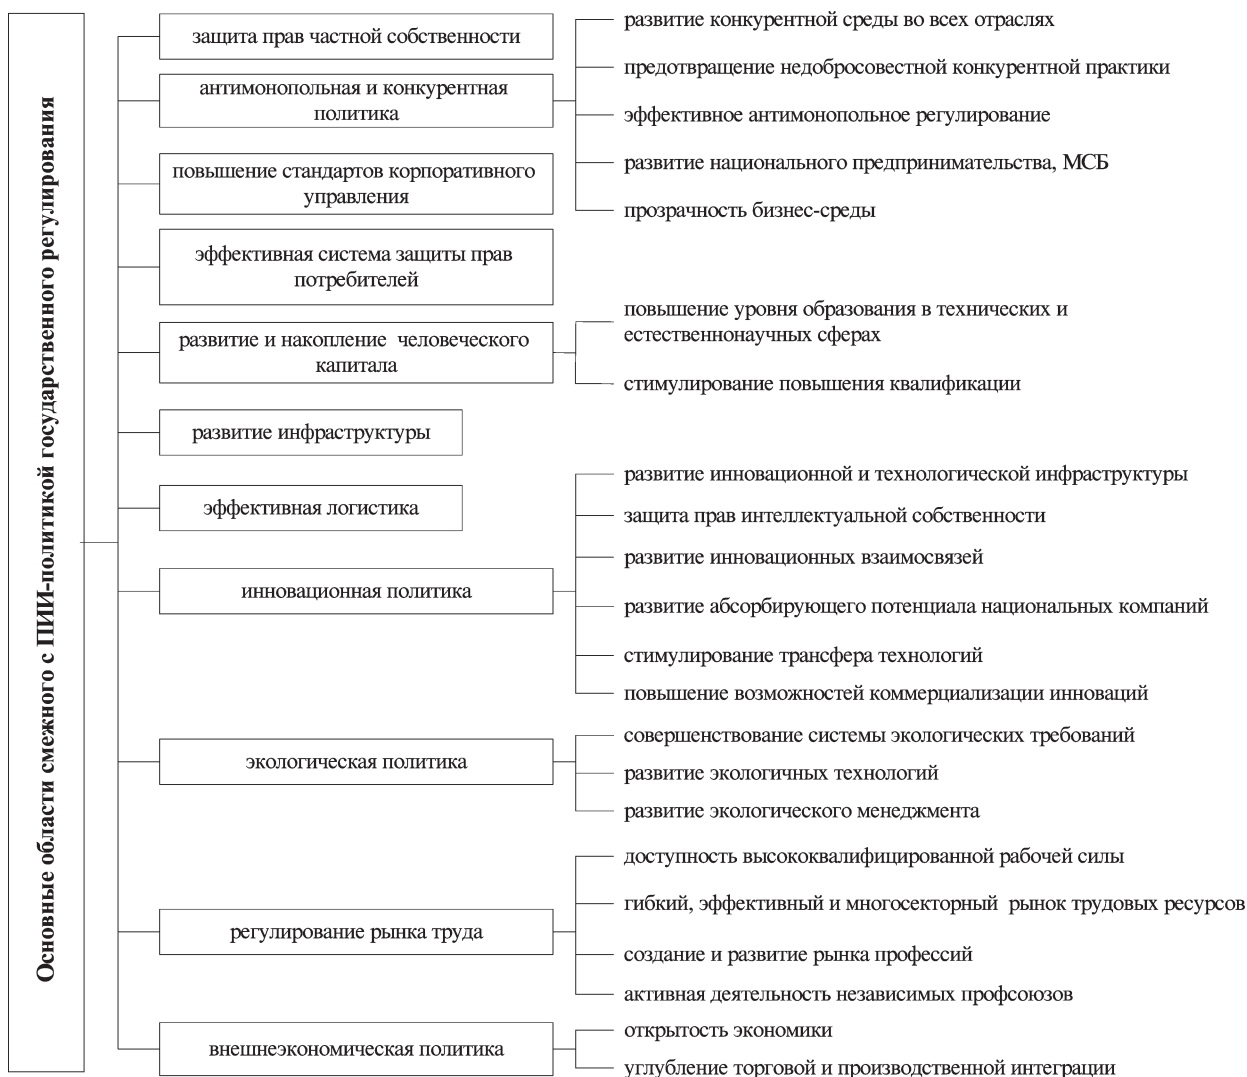 Основные области смежного с ПИИ-политикой государственного регулирования
защита прав частной собственности
антимонопольная и конкурентная
политика
развитие конкурентной среды во всех отраслях
предотвращение недобросовестной конкурентной практики
эффективное антимонопольное регулирование
развитие национального предпринимательства, МСБ
прозрачность бизнес-среды
повышение стандартов корпоративного
управления
эффективная система защиты прав
потребителей
развитие и накопление человеческого
капитала
повышение уровня образования в технических и
естественнонаучных сферах
стимулирование повышения квалификации
развитие инфраструктуры
эффективная логистика
инновационная политика
развитие инновационной и технологической инфраструктуры
защита прав интеллектуальной собственности
развитие инновационных взаимосвязей
развитие абсорбирующего потенциала национальных компаний
стимулирование трансфера технологий
повышение возможностей коммерциализации инноваций
экологическая политика
совершенствование системы экологических требований
развитие экологичных технологий
развитие экологического менеджмента
регулирование рынка труда
доступность высококвалифицированной рабочей силы
гибкий, эффективный и многосекторный рынок трудовых ресурсов
создание и развитие рынка профессий
активная деятельность независимых профсоюзов
внешнеэкономическая политика
открытость экономики
углубление торговой и производственной интеграции